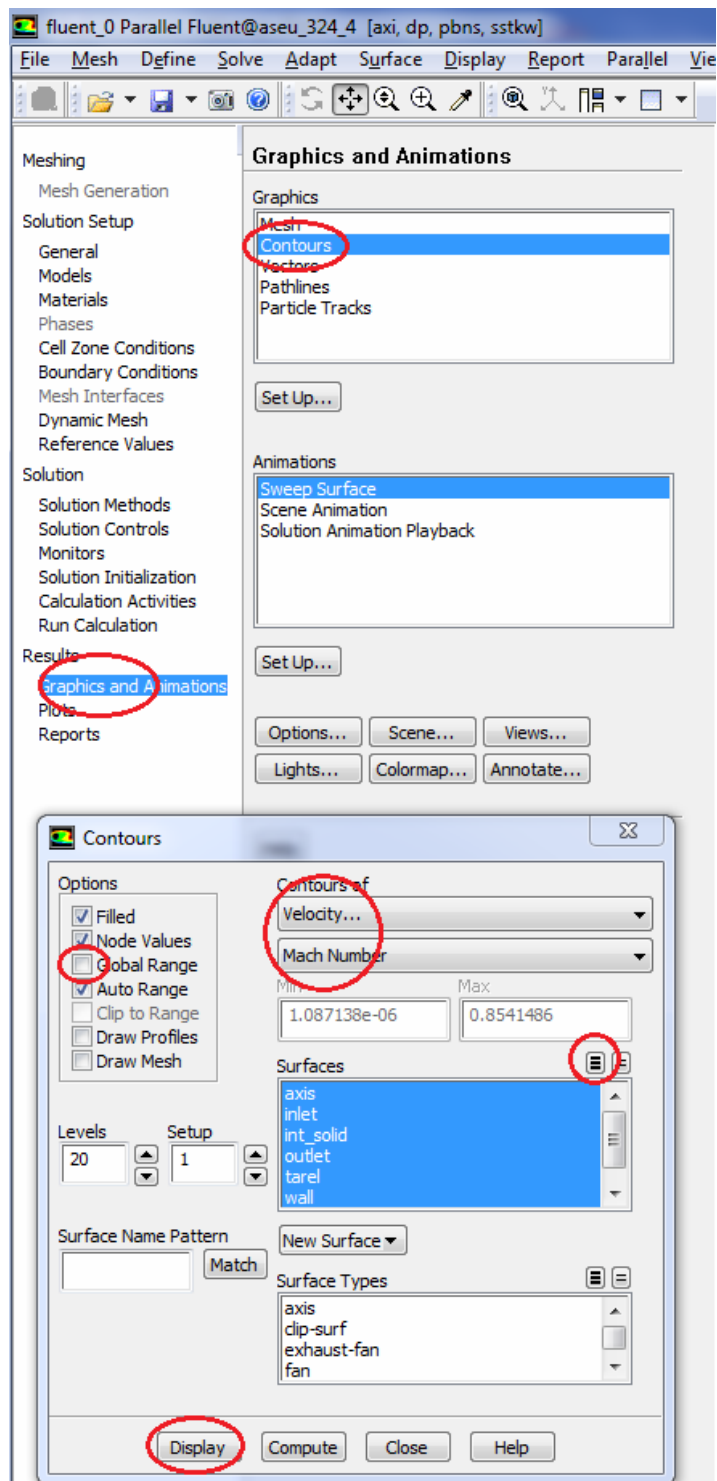 fluent_0 Parallel Fluent@aseu_324_4 [axi, dp, pbns, sstkw]
File Mesh Define Solve Adapt Surface Display Report Parallel Vie
Meshing
Mesh Generation
Solution Setup
General
Models
Materials
Phases
Cell Zone Conditions
Boundary Conditions
Mesh Interfaces
Dynamic Mesh
Reference Values
Solution
Solution Methods
Solution Controls
Monitors
Solution Initialization
Calculation Activities
Run Calculation
Results
Graphics and Animations
Plots
Reports
Graphics and Animations
Graphics
Mesh
Contours
Vectors
Pathlines
Particle Tracks
Set Up...
Animations
Sweep Surface
Scene Animation
Solution Animation Playback
Set Up...
Options... Scene... Views...
Lights... Colormap... Annotate...
Contours
Options
Filled
Node Values
Global Range
Auto Range
Clip to Range
Draw Profiles
Draw Mesh
Contours of
Velocity...
Mach Number
Min Max
1.087138e-06 0.8541486
Surfaces
axis
inlet
int_solid
outlet
tarel
wall
Levels Setup
20 1
Surface Name Pattern
Match
New Surface
Surface Types
axis
clip-surf
exhaust-fan
fan
Display Compute Close Help